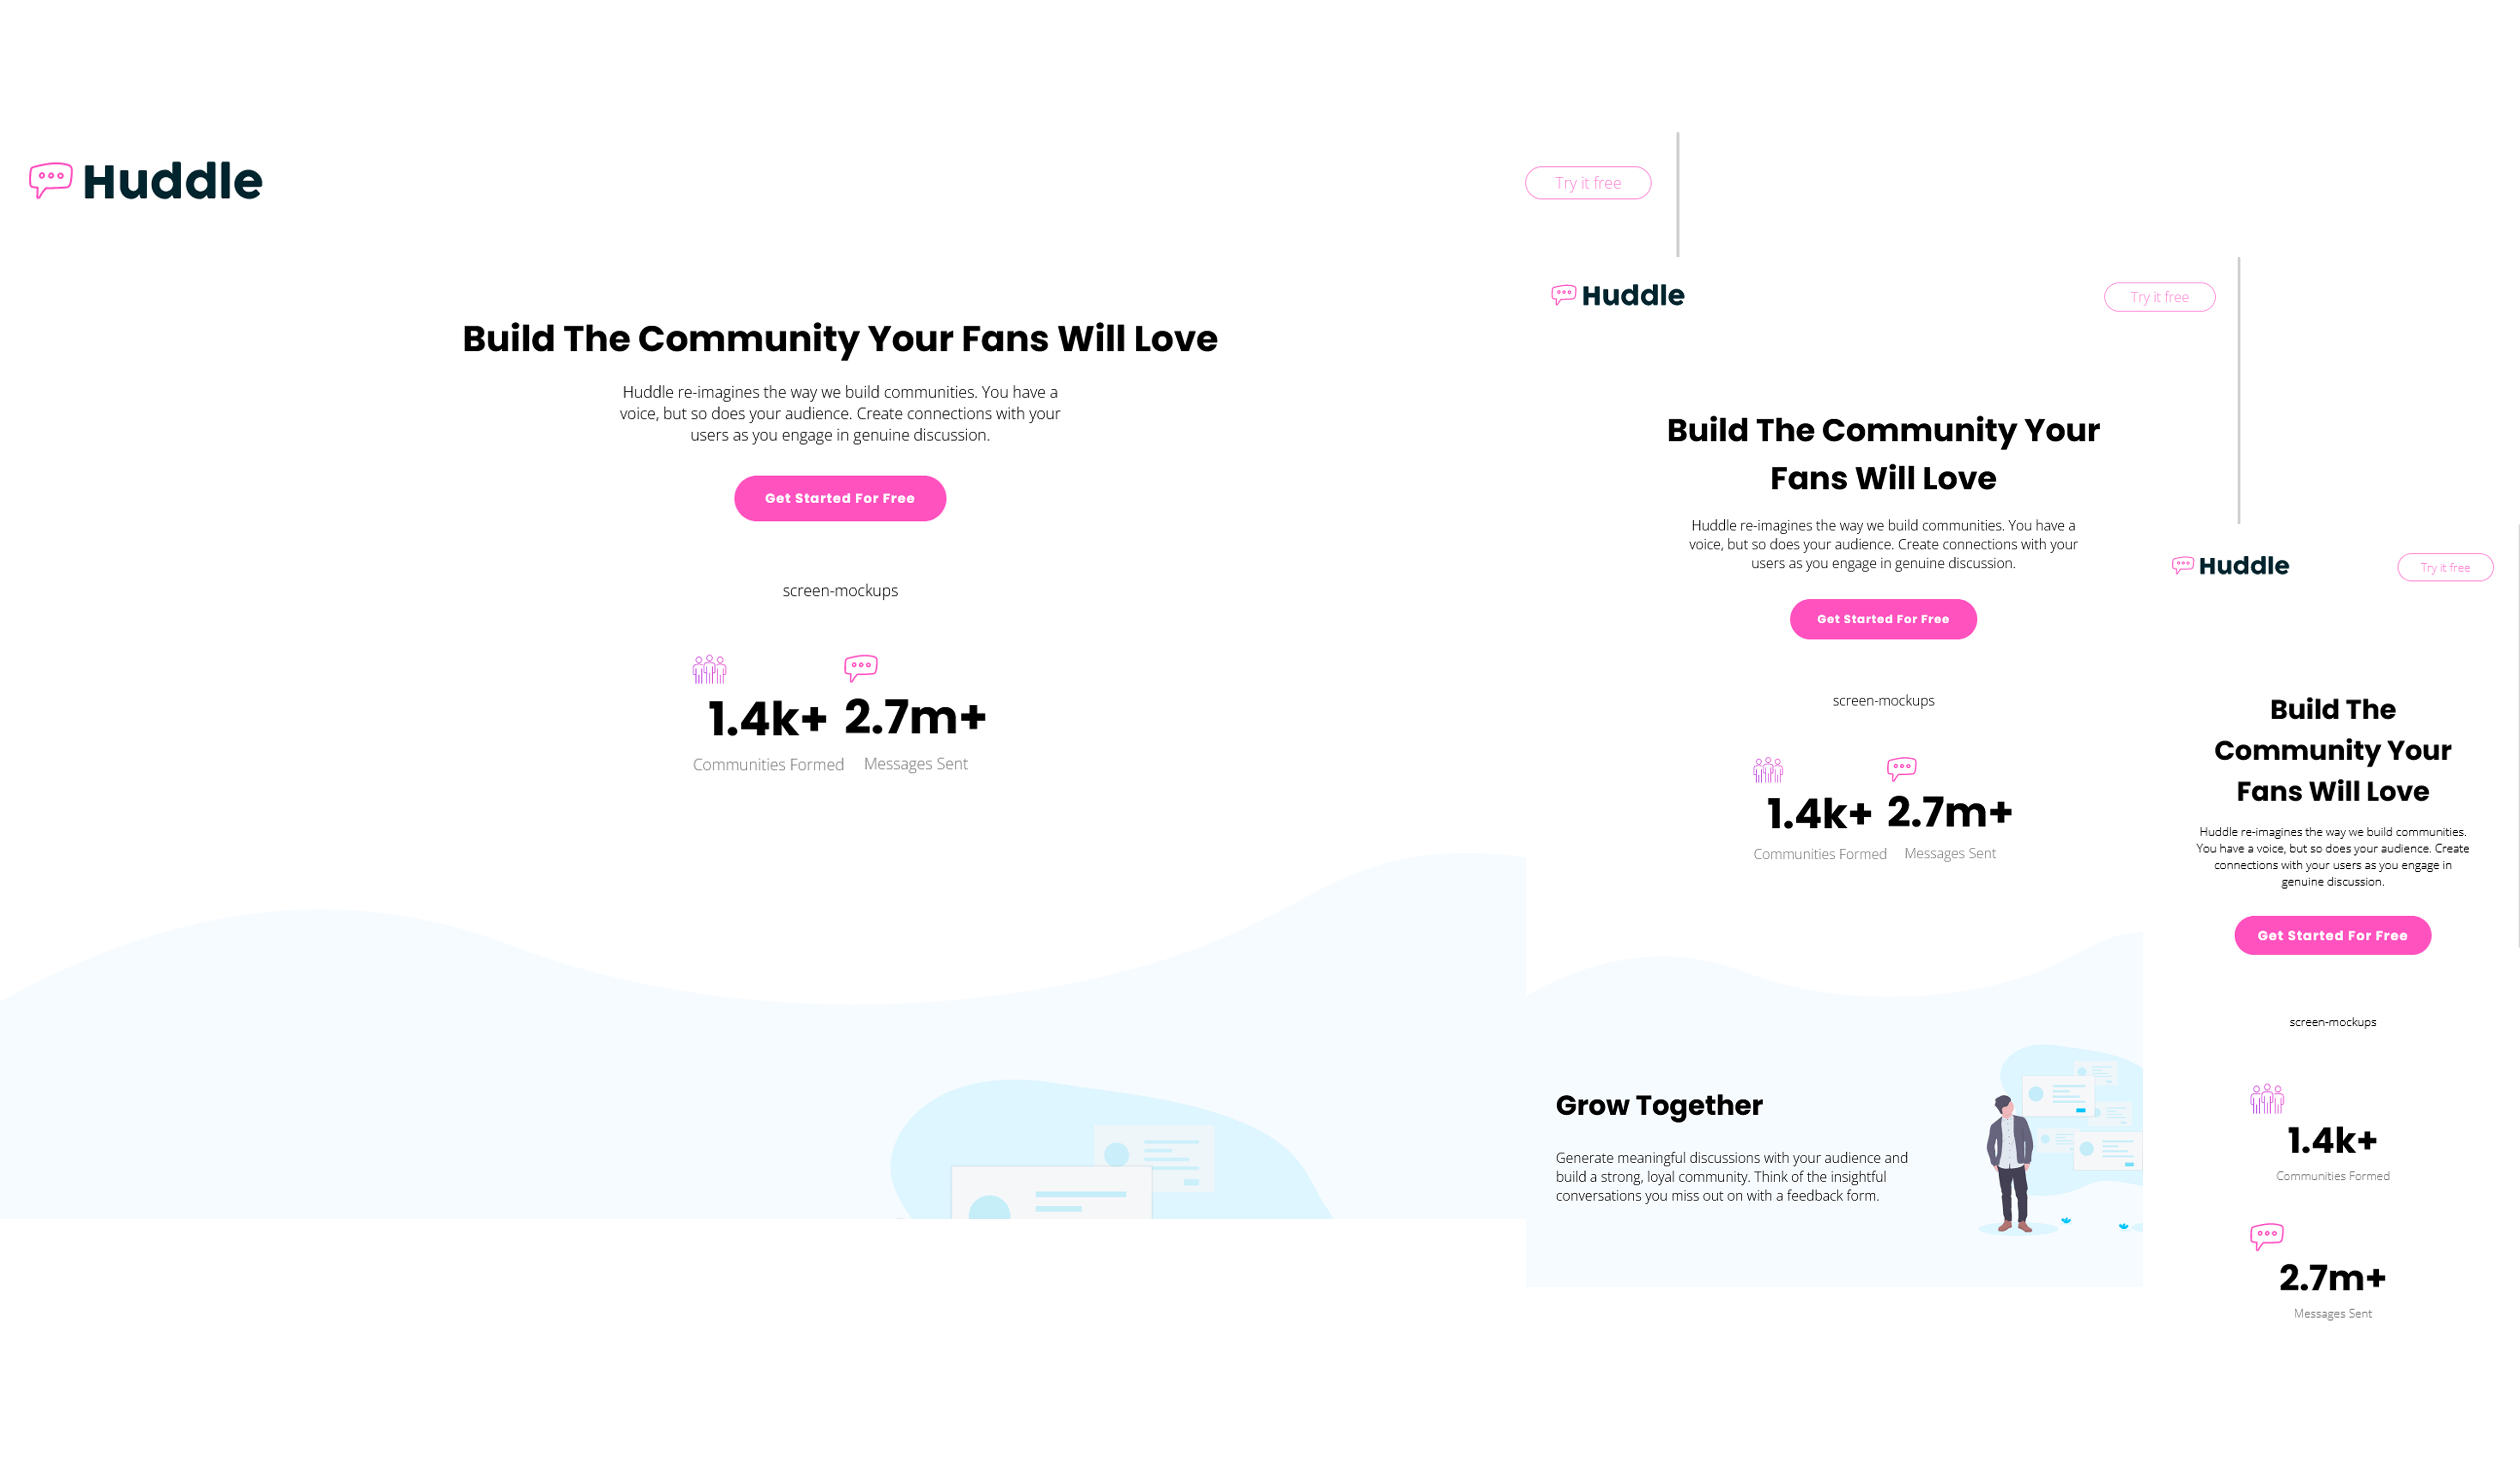 Huddle
Try it free
Build The Community Your Fans Will Love
Huddle re-imagines the way we build communities. You have a
voice, but so does your audience. Create connections with your
users as you engage in genuine discussion.
Get Started For Free
screen-mockups
1.4k+
2.7m+
Communities Formed
Messages Sent
Huddle
Try it free
Build The Community Your
Fans Will Love
Huddle re-imagines the way we build communities. You have a
voice, but so does your audience. Create connections with your
users as you engage in genuine discussion.
Get Started For Free
screen-mockups
1.4k+
2.7m+
Communities Formed
Messages Sent
Grow Together
Generate meaningful discussions with your audience and
build a strong, loyal community. Think of the insightful
conversations you miss out on with a feedback form.
Huddle
Try it free
Build The
Community Your
Fans Will Love
Huddle re-imagines the way we build communities.
You have a voice, but so does your audience. Create
connections with your users as you engage in
genuine discussion.
Get Started For Free
screen-mockups
1.4k+
Communities Formed
2.7m+
Messages Sent